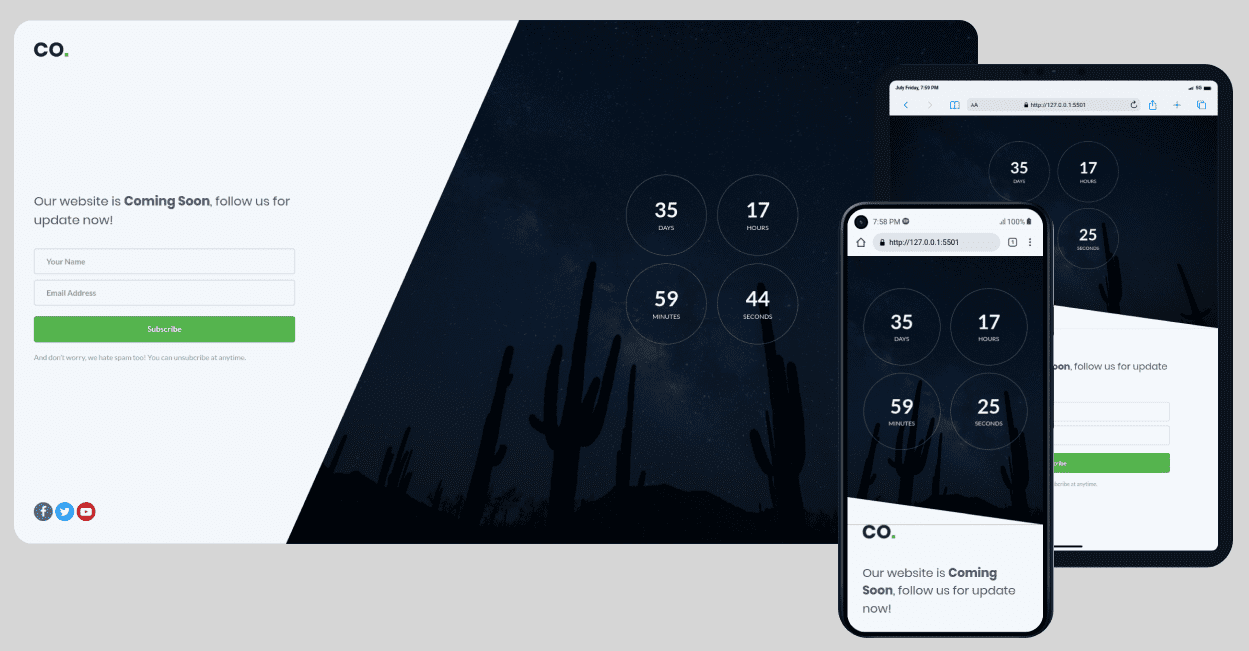 CO.
Our website is Coming Soon, follow us for
update now!
Your Name
Email Address
Subscribe
And don't worry, we hate spam too! You can unsubcribe at anytime.
35
DAYS
17
HOURS
59
MINUTES
44
SECONDS
July Friday, 7:59 PM
5G
AA
http://127.0.0.1:5501
35
DAYS
17
HOURS
25
SECONDS
oon, follow us for update
cribe
bscribe at anytime.
7:58 PM
100%
http://127.0.0.1:5501
1
35
DAYS
17
HOURS
59
MINUTES
25
SECONDS
CO.
Our website is Coming
Soon, follow us for update
now!